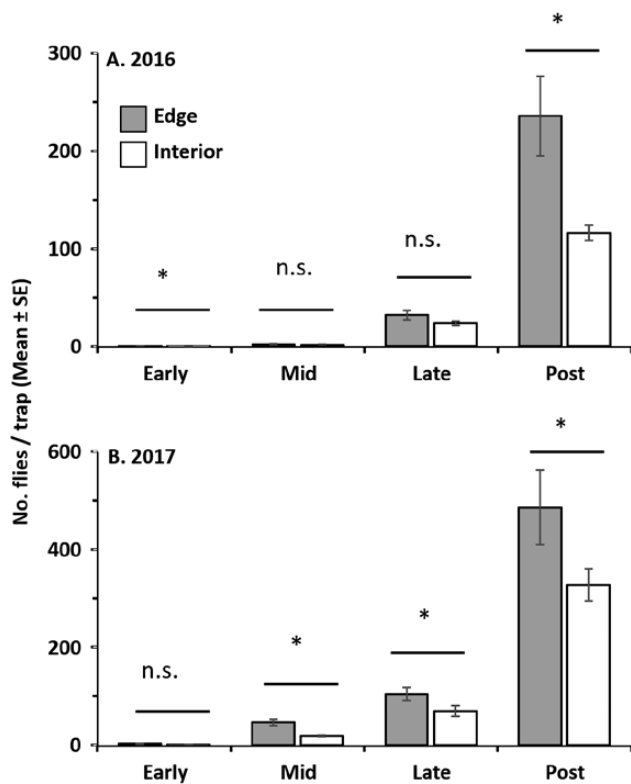 No. flies / trap (Mean ± SE)
A. 2016
Edge
Interior
300
200
100
0
*
n.s.
n.s.
*
Early Mid Late Post
B. 2017
600
400
200
0
n.s.
*
*
*
Early Mid Late Post